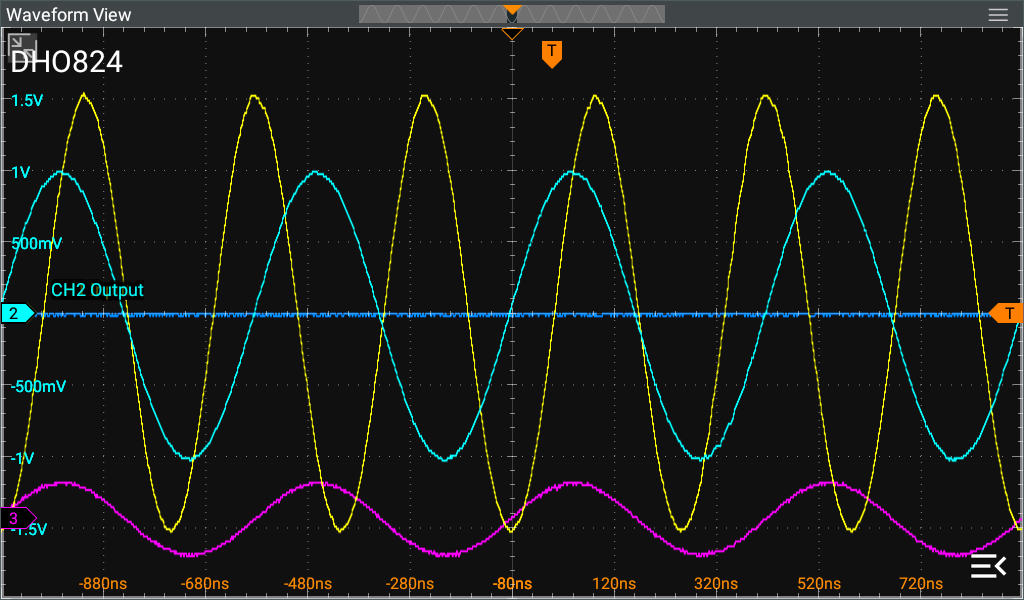 Waveform View
T
DHO824
1.5V
1V
500mV
CH2 Output
2
T
-500mV
-1V
3
-1.5V
-880ns -680ns -480ns -280ns -80ns 120ns 320ns 520ns 720ns